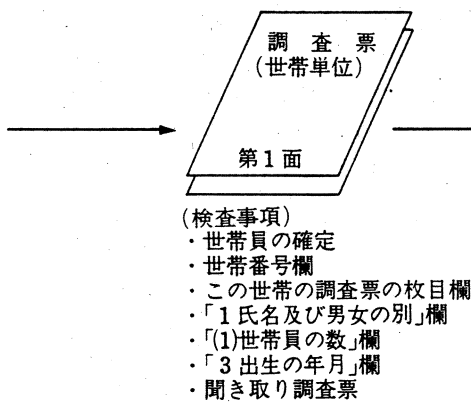 調査票
(世帯単位)
第1面
(検査事項)
・世帯員の確定
・世帯番号欄
・この世帯の調査票の枚目欄
・「1氏名及び男女の別」欄
・「(1)世帯員の数」欄
・「3出生の年月」欄
・聞き取り調査票